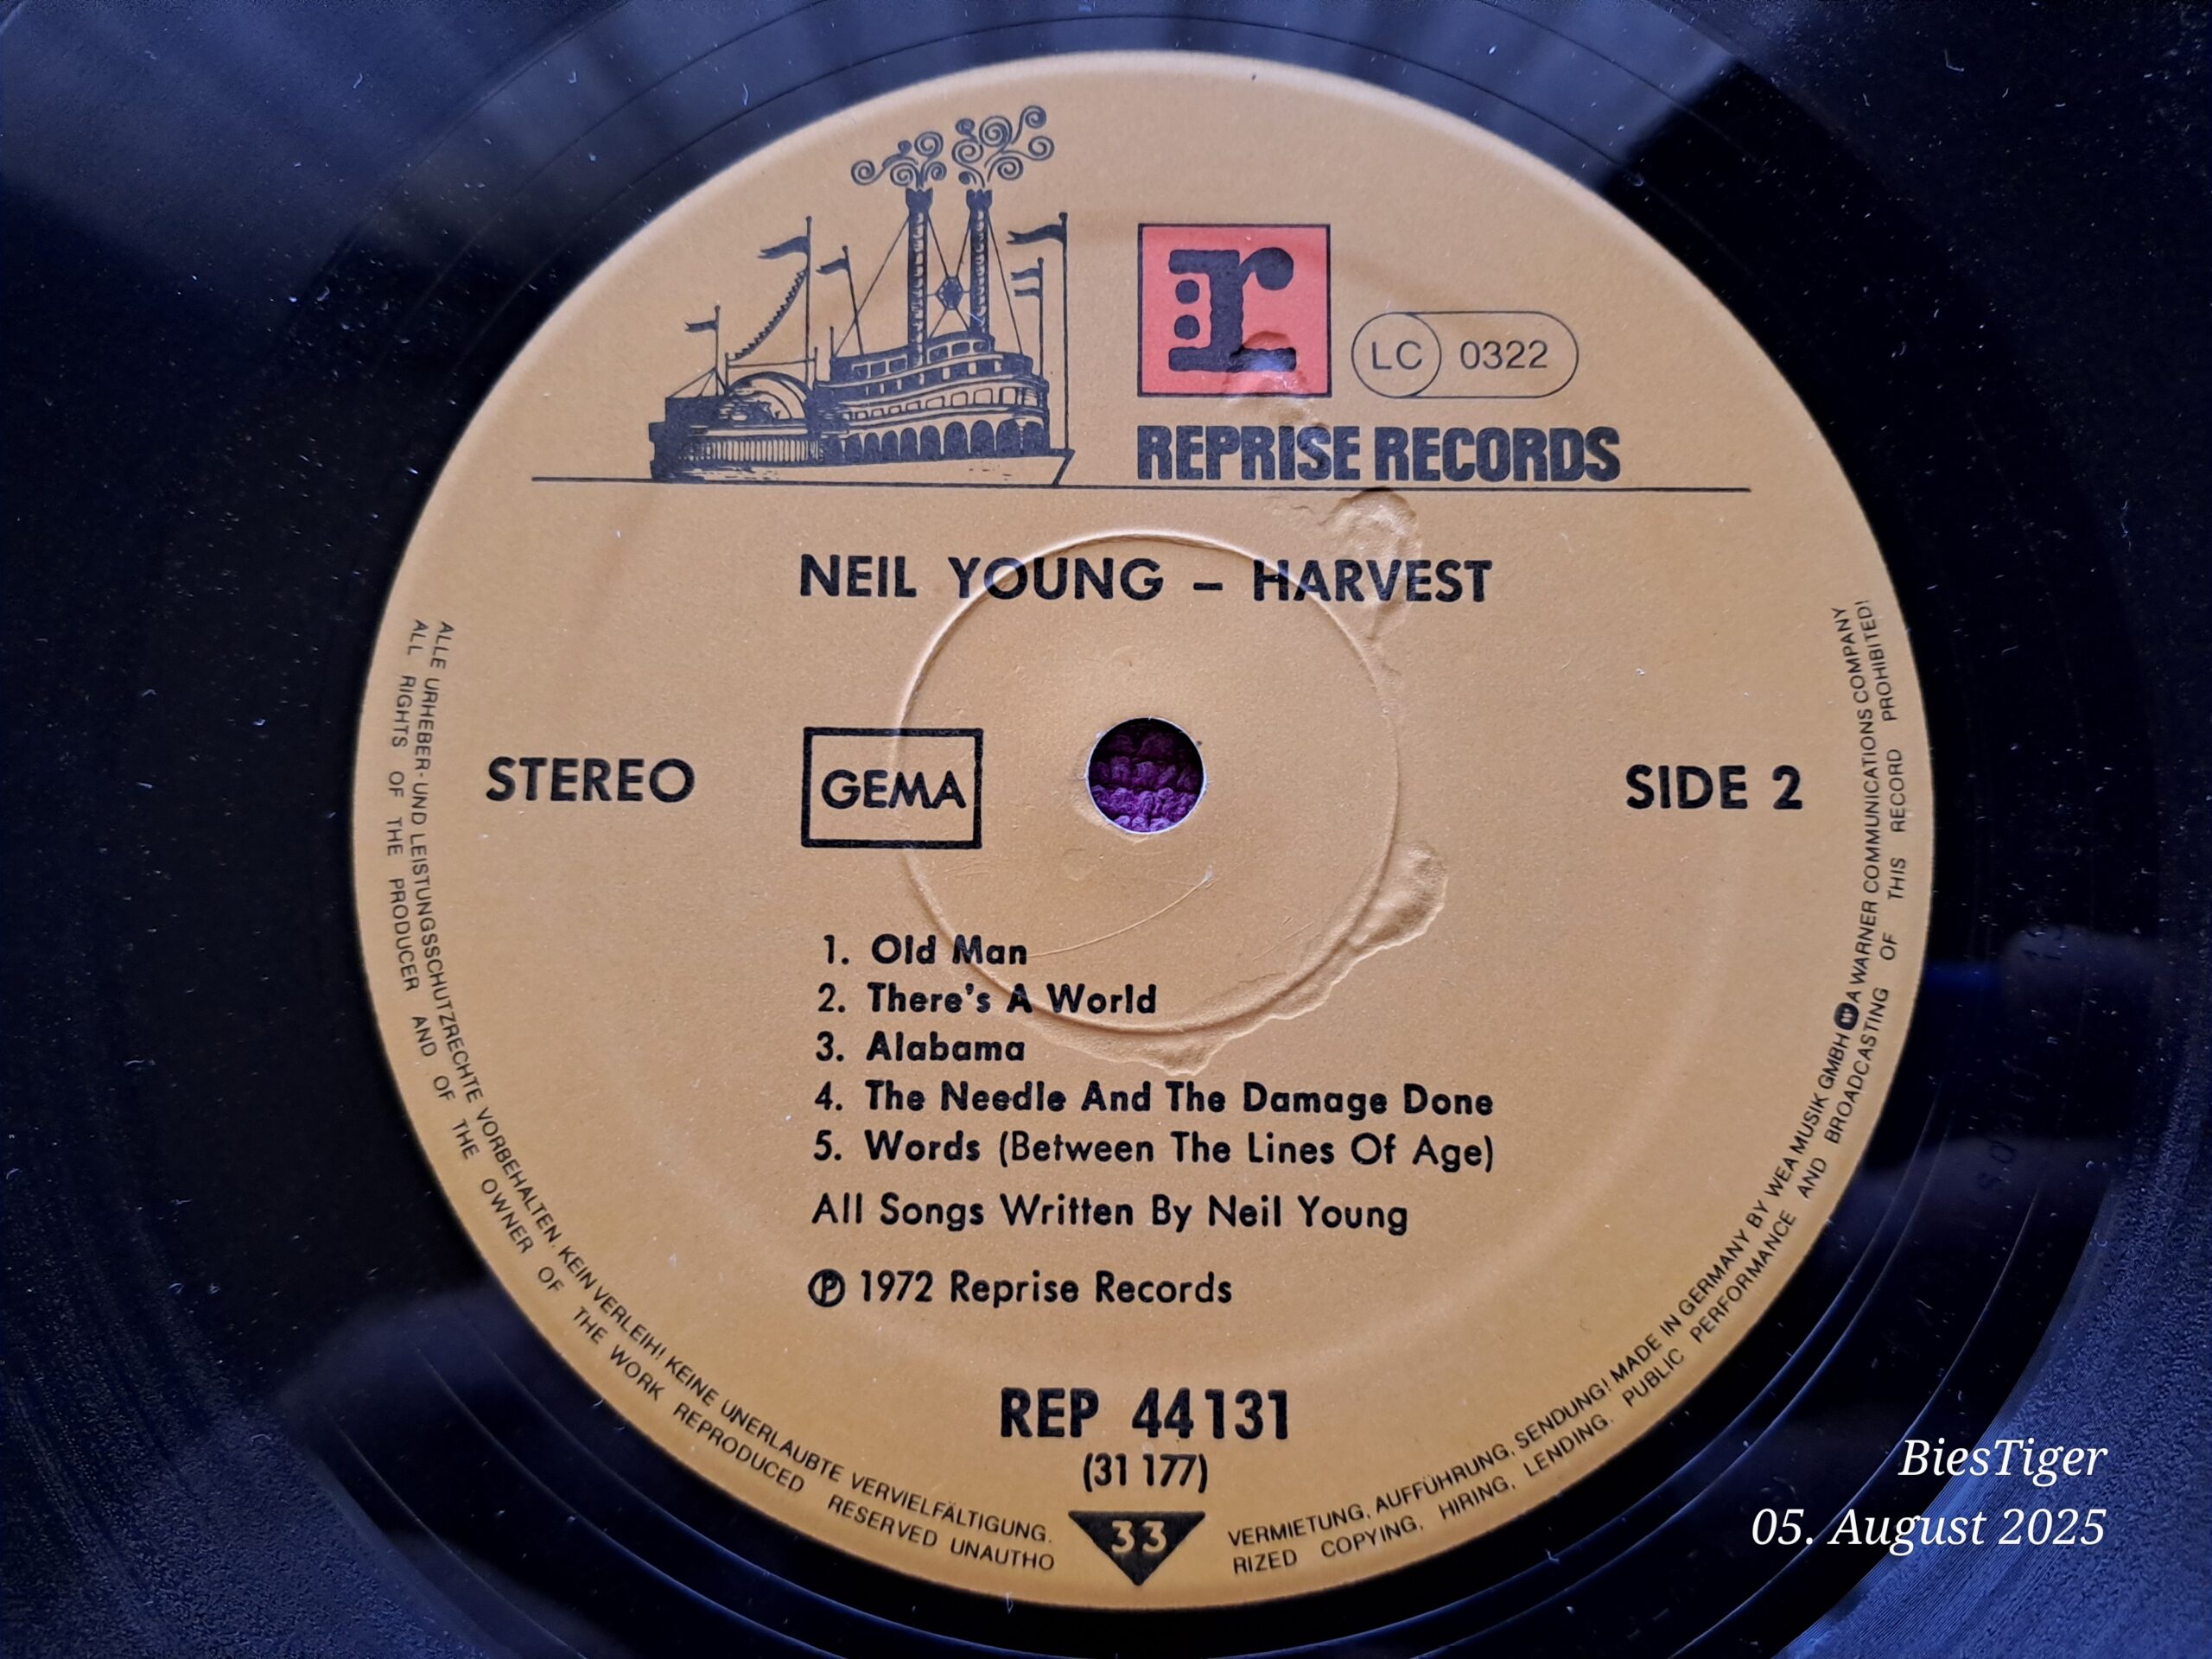 r
LC 0322
REPRISE RECORDS
NEIL YOUNG – HARVEST
STEREO
GEMA
SIDE 2
1. Old Man
2. There's A World
3. Alabama
4. The Needle And The Damage Done
5. Words (Between The Lines Of Age)
All Songs Written By Neil Young
℗ 1972 Reprise Records
REP 44131
(31 177)
33
ALLE URHEBER- UND LEISTUNGSSCHUTZRECHTE VORBEHALTEN. KEIN VERLEIH! KEINE UNERLAUBTE VERVIELFÄLTIGUNG. VERMIETUNG, AUFFÜHRUNG, SENDUNG! MADE IN GERMANY BY WEA MUSIK GMBH A WARNER COMMUNICATIONS COMPANY
ALL RIGHTS OF THE PRODUCER AND OF THE OWNER OF THE WORK REPRODUCED RESERVED UNAUTHORIZED COPYING, HIRING, LENDING. PUBLIC PERFORMANCE AND BROADCASTING OF THIS RECORD PROHIBITED!
BiesTiger
05. August 2025